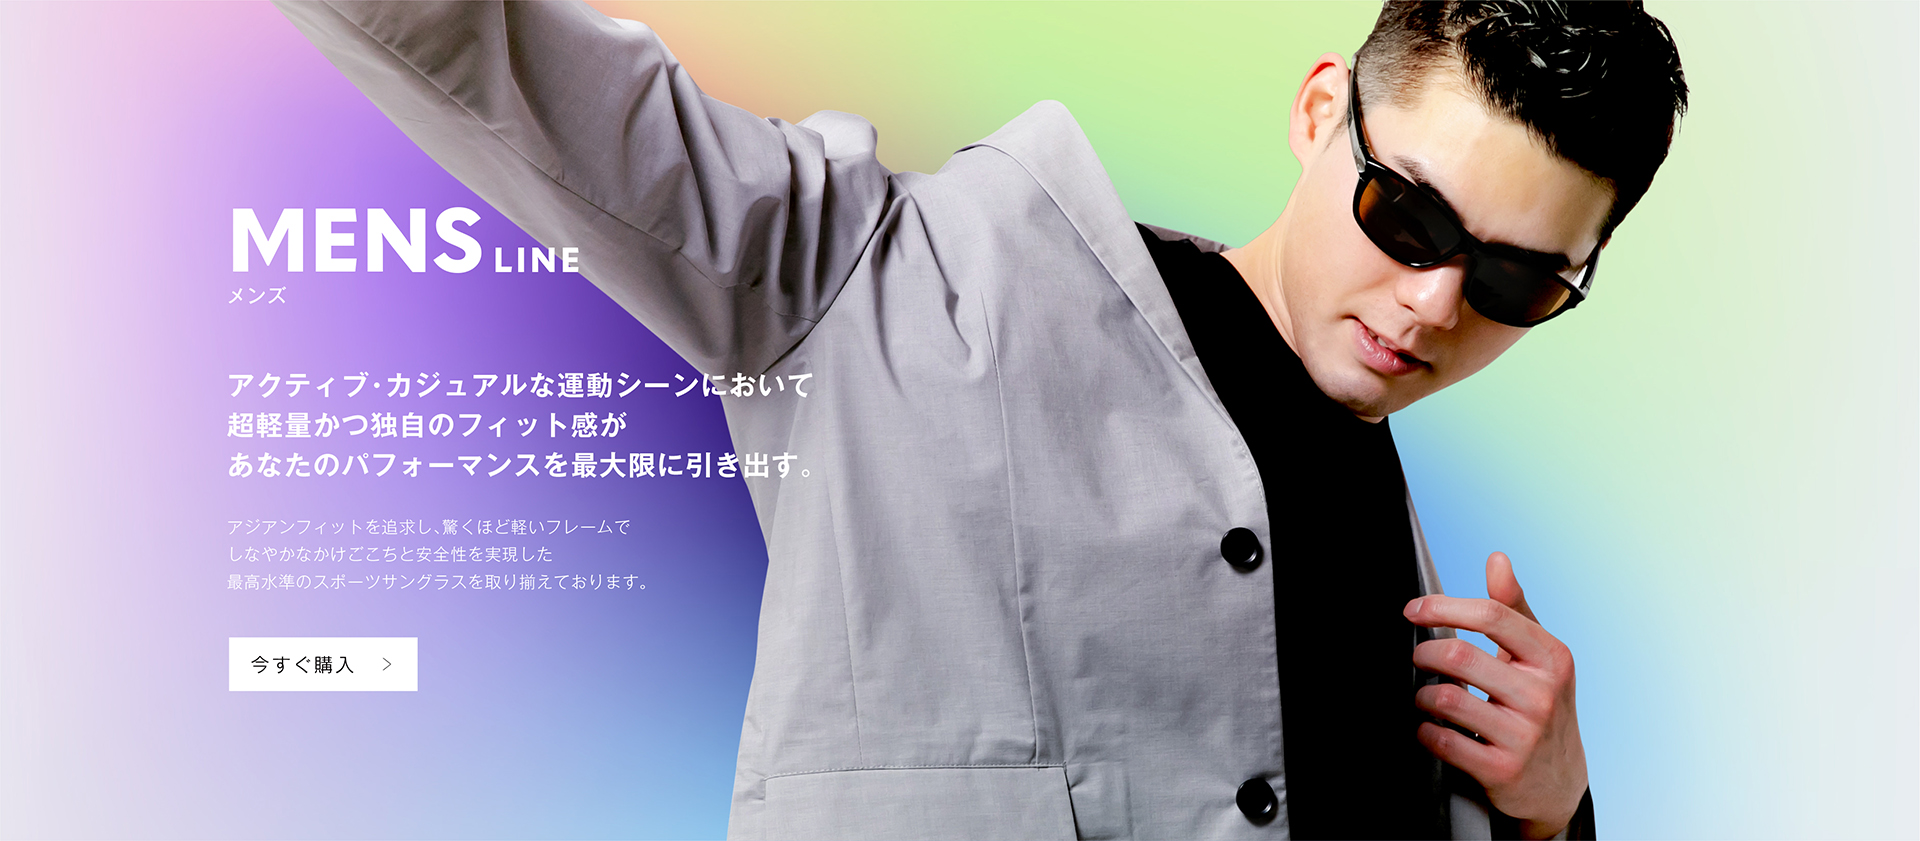 MENS LINE
メンズ
アクティブ・カジュアルな運動シーンにおいて
超軽量かつ独自のフィット感が
あなたのパフォーマンスを最大限に引き出す。
アジアンフィットを追求し、驚くほど軽いフレームで
しなやかなかけごこちと安全性を実現した
最高水準のスポーツサングラスを取り揃えております。
今すぐ購入 >